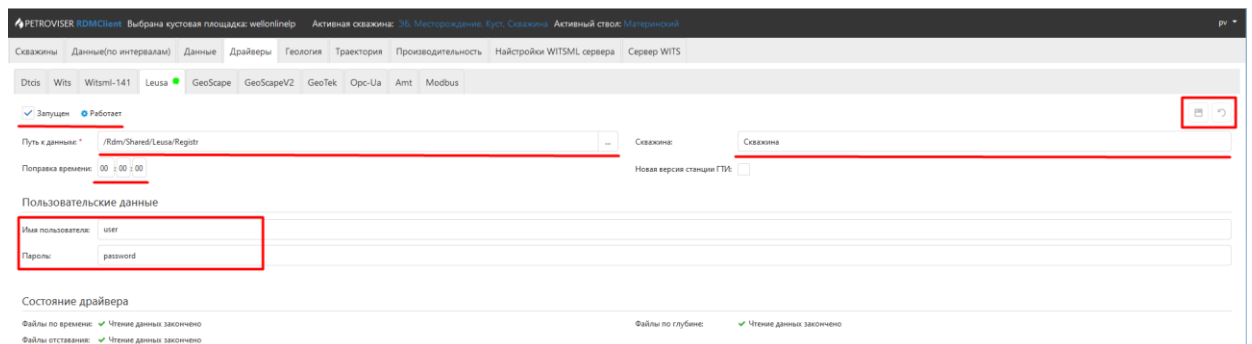 PETROVISER RDMClient Выбрана кустовая площадка: wellonlinelp Активная скважина: ЭБ. Месторождение. Куст. Скважина Активный ствол: Материнский pv
Скважины Данные(по интервалам) Данные Драйверы Геология Траектория Производительность Найстройки WITSML сервера Сервер WITS
Dtcis Wits Witsml-141 Leusa GeoScape GeoScapeV2 GeoTek Opc-Ua Amt Modbus
Запущен Работает
Путь к данным: * /Rdm/Shared/Leusa/Registr ... Скважина: Скважина
Поправка времени: 00 : 00 : 00 Новая версия станции ГТИ:
Пользовательские данные
Имя пользователя: user
Пароль: password
Состояние драйвера
Файлы по времени: Чтение данных закончено Файлы по глубине: Чтение данных закончено
Файлы отставания: Чтение данных закончено